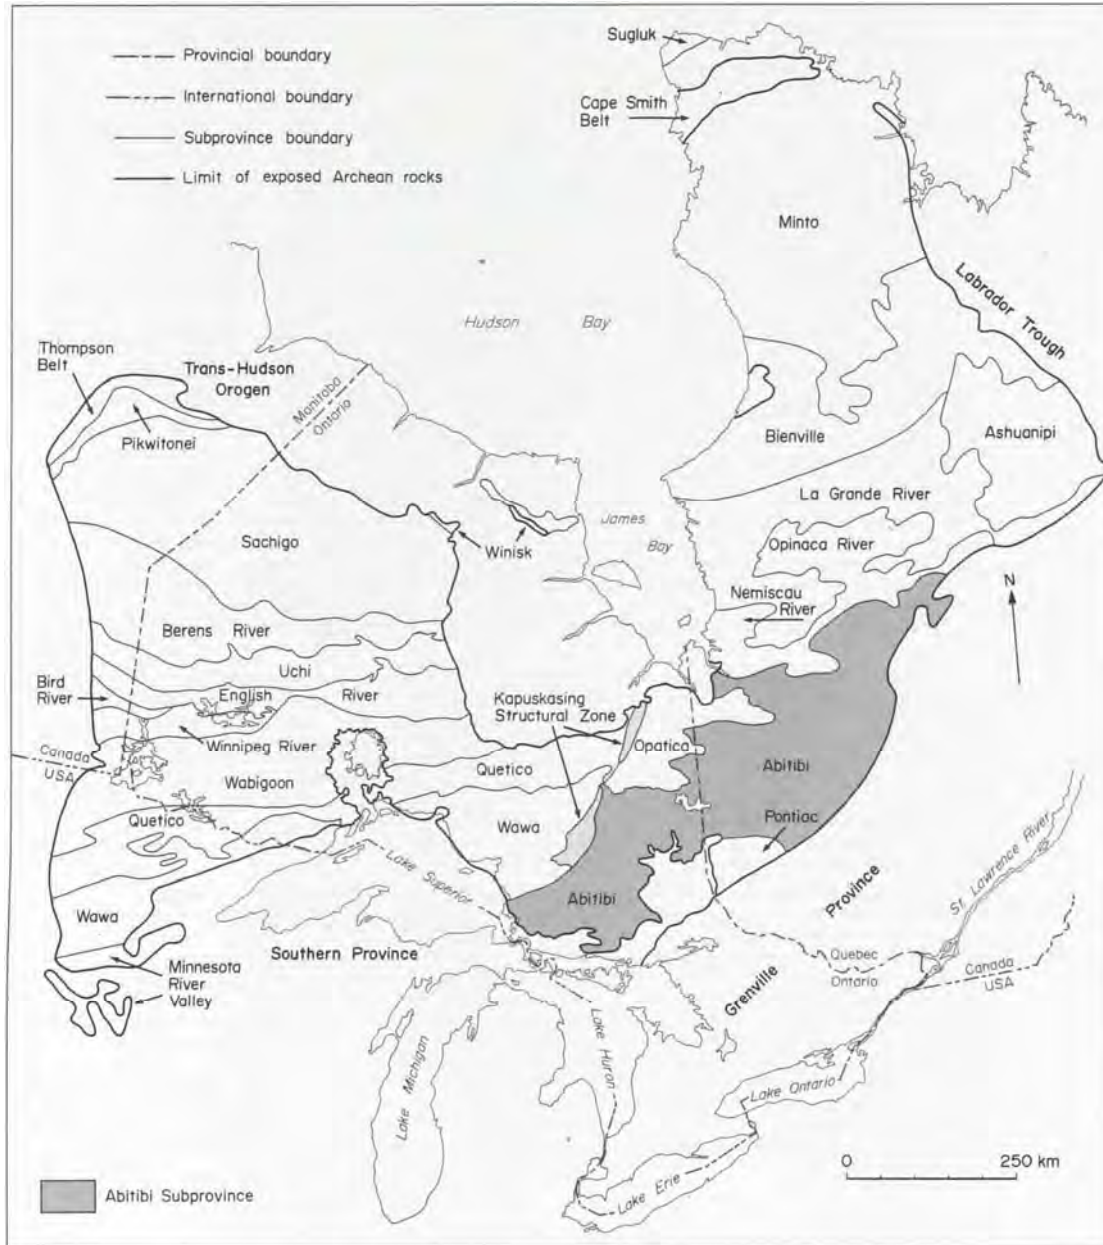 Provincial boundary
International boundary
Subprovince boundary
Limit of exposed Archean rocks
Sugluk
Cape Smith
Belt
Minto
Labrador Trough
Hudson Bay
Thompson
Belt
Trans-Hudson
Orogen
Manitoba
Ontario
Pikwitonei
Bienville
Ashuanipi
La Grande River
James
Bay
Opinaca River
Sachigo
Winisk
Nemiscau
River
N
Berens River
Uchi
Bird
River
English River
Kapuskasing
Structural Zone
Winnipeg River
Opatica
Canada
USA
Quetico
Abitibi
Wabigoon
Quetico
Wawa
Pontiac
Lake Superior
Abitibi
Wawa
Southern Province
Province
St. Lawrence River
Minnesota
River
Valley
Quebec
Ontario
Canada
USA
Grenville
Lake Michigan
Lake Huron
Lake Ontario
Lake Erie
0 250 km
Abitibi Subprovince